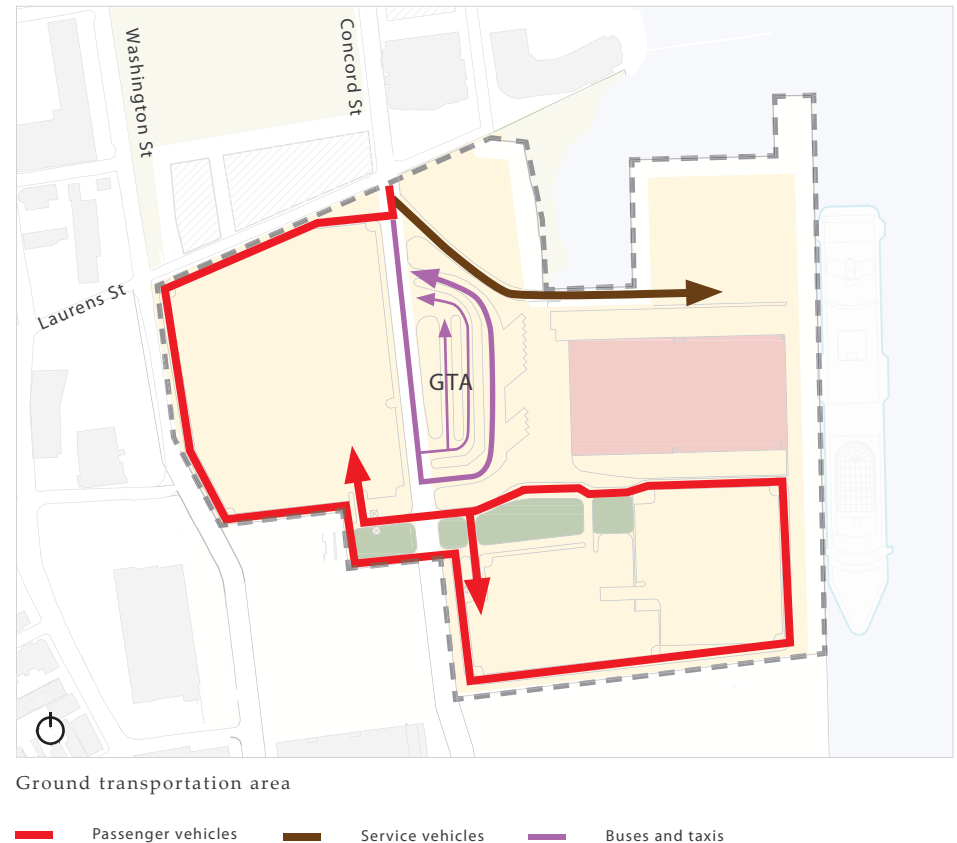 Washington St
Concord St
Laurens St
GTA
Ground transportation area
Passenger vehicles
Service vehicles
Buses and taxis